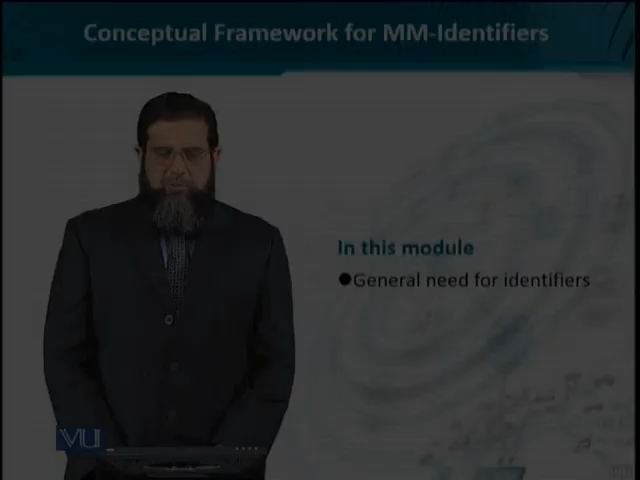 Conceptual Framework for MM-Identifiers
In this module
●General need for identifiers
VU